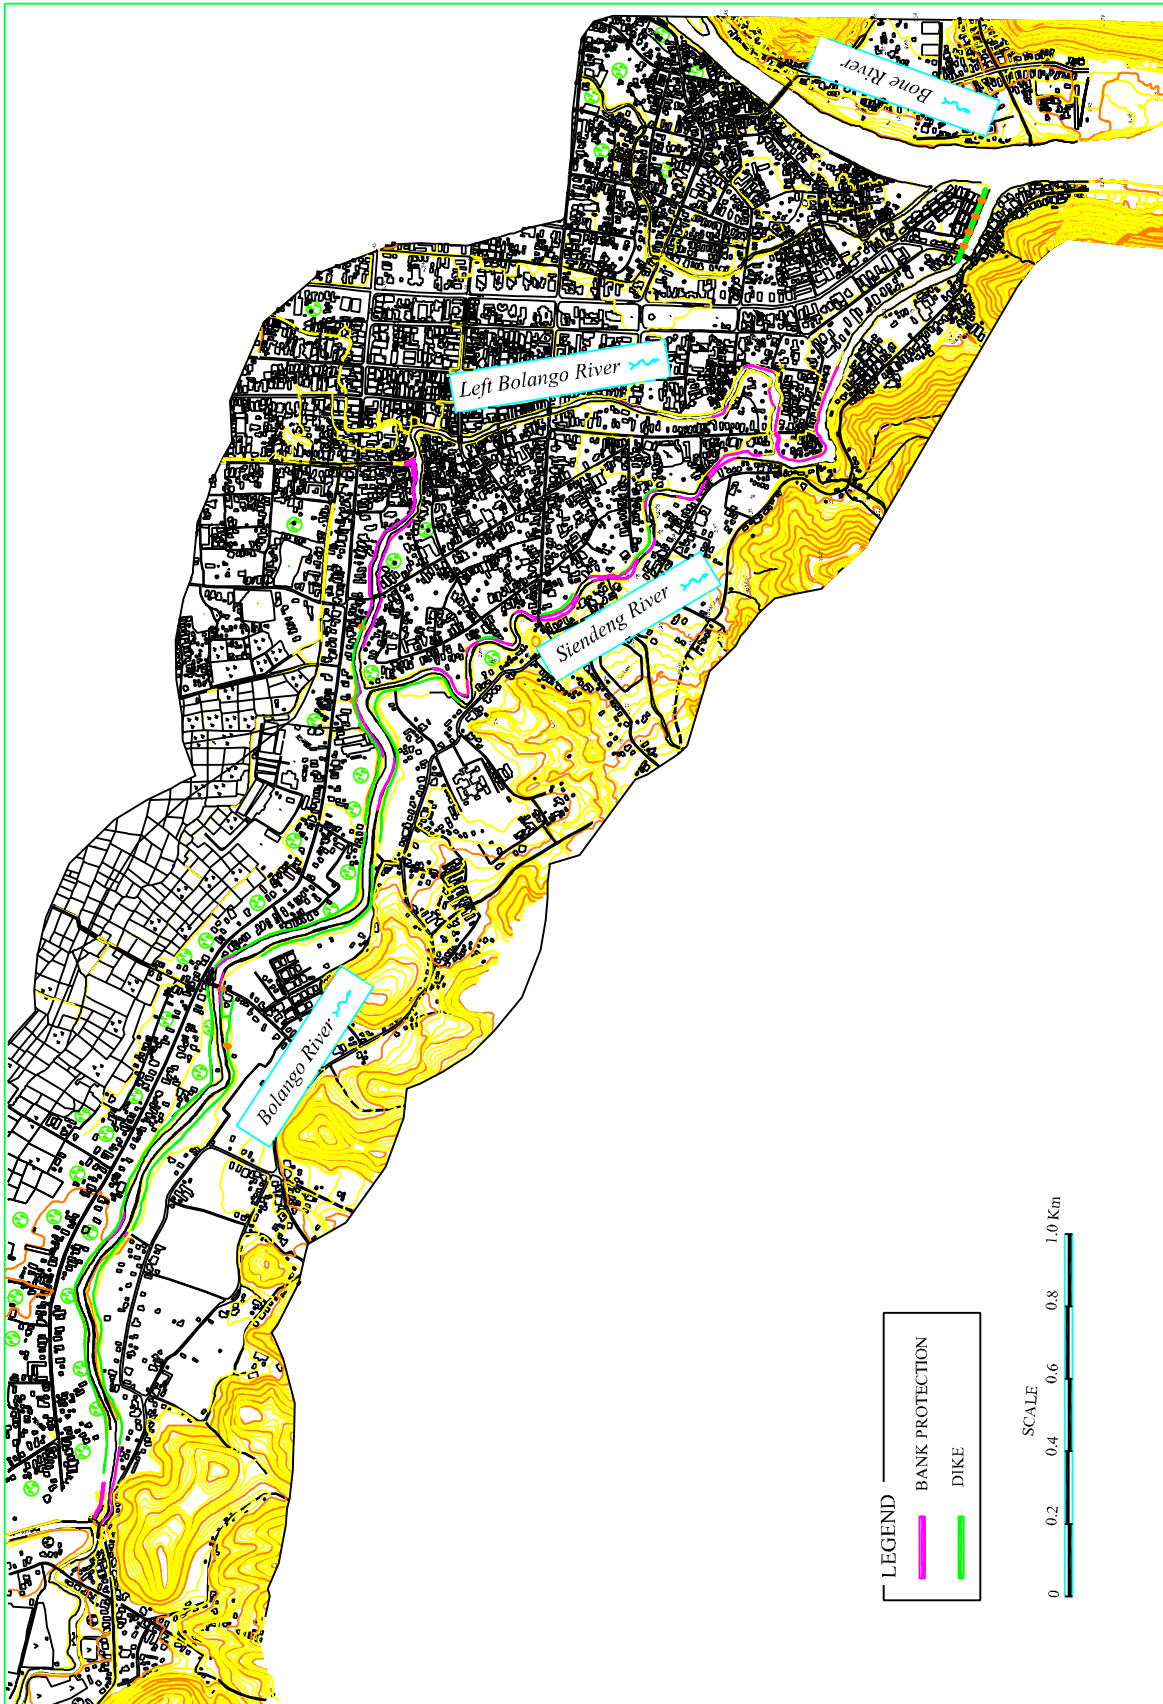 Bone River
Left Bolango River
Siendeng River
Bolango River
LEGEND
BANK PROTECTION
DIKE
SCALE
0 0.2 0.4 0.6 0.8 1.0 Km